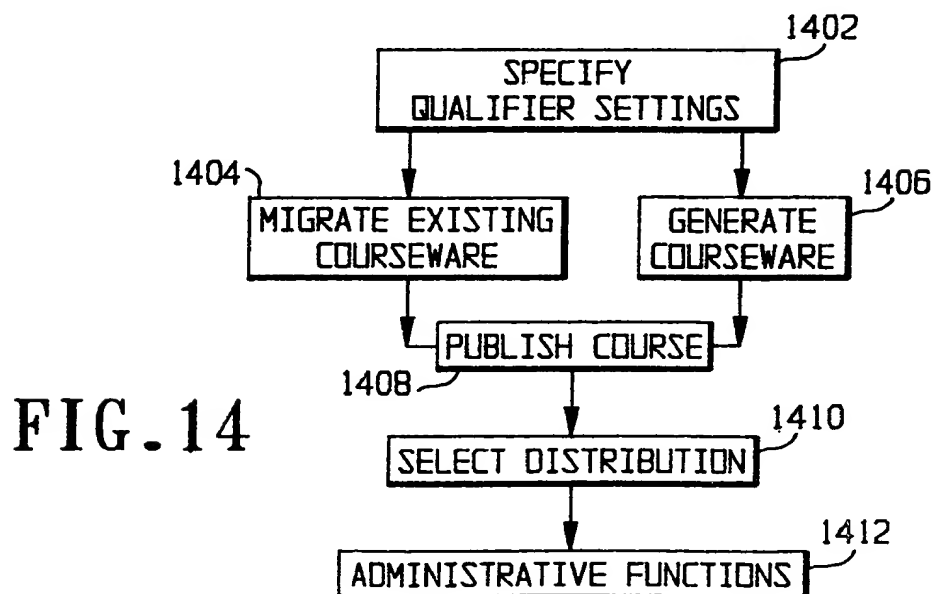 1402
SPECIFY
QUALIFIER SETTINGS
1404
1406
MIGRATE EXISTING
COURSEWARE
GENERATE
COURSEWARE
PUBLISH COURSE
1408
FIG.14
1410
SELECT DISTRIBUTION
1412
ADMINISTRATIVE FUNCTIONS